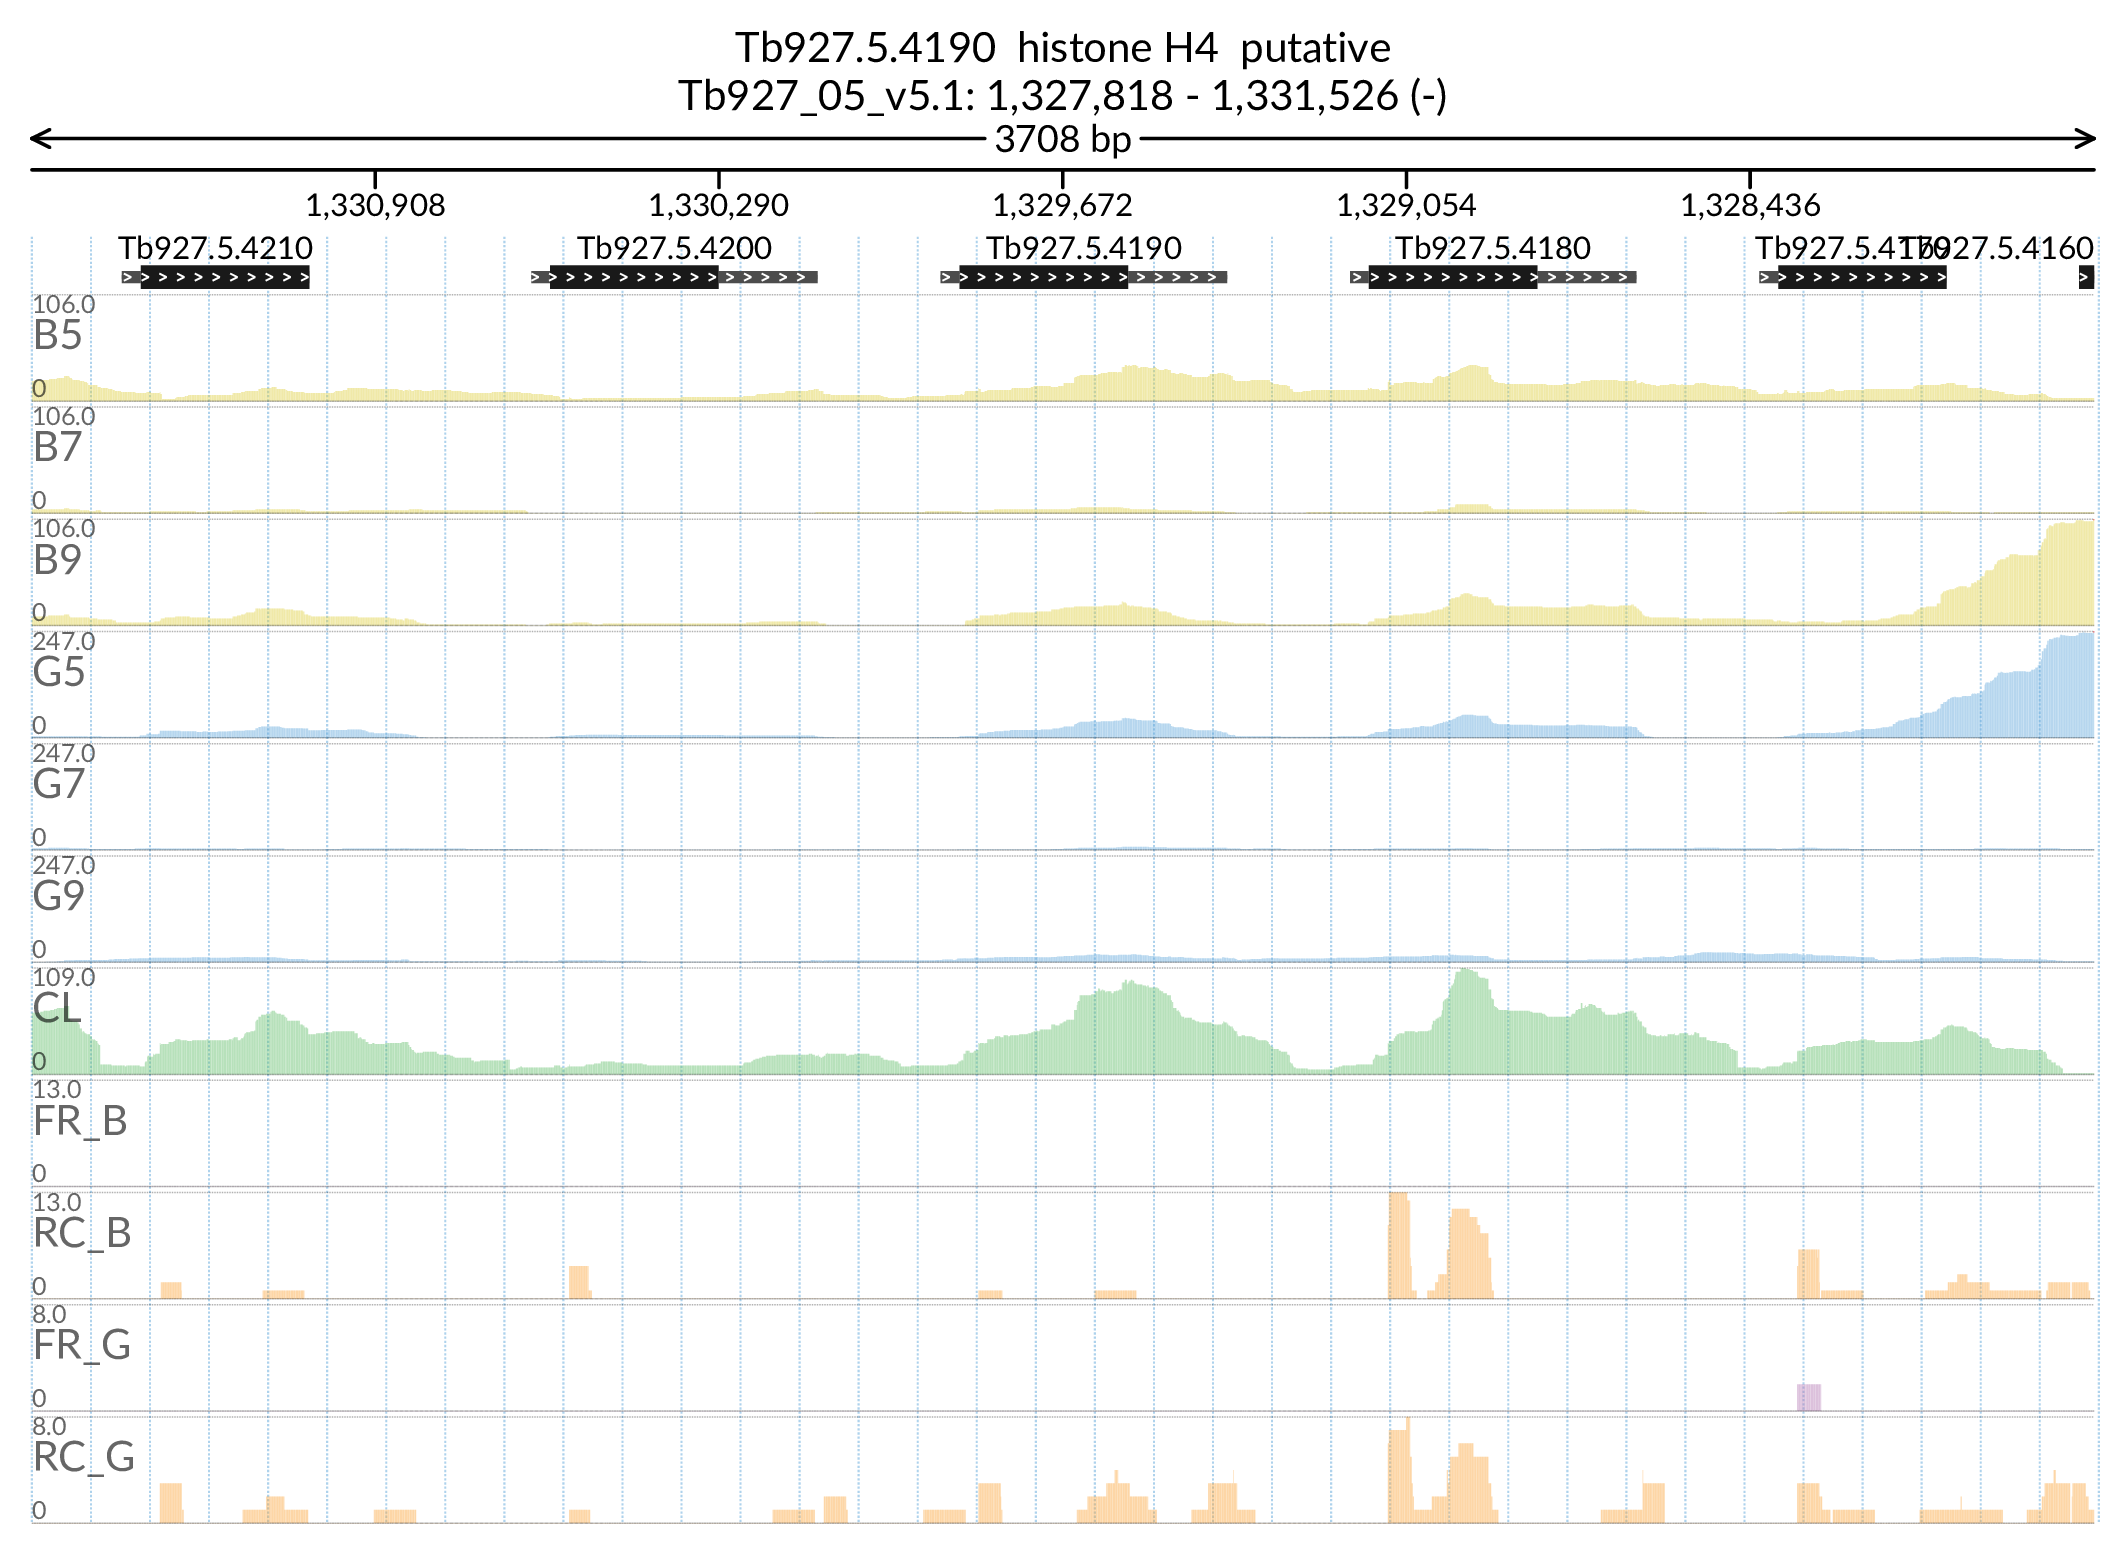 Tb927.5.4190 histone H4 putative
Tb927_05_v5.1: 1,327,818 - 1,331,526 (-)
3708 bp
1,330,908 1,330,290 1,329,672 1,329,054 1,328,436
Tb927.5.4210 Tb927.5.4200 Tb927.5.4190 Tb927.5.4180 Tb927.5.4170 Tb927.5.4160
106.0
B5
0
106.0
B7
0
106.0
B9
0
247.0
G5
0
247.0
G7
0
247.0
G9
0
109.0
CL
0
13.0
FR_B
0
13.0
RC_B
0
8.0
FR_G
0
8.0
RC_G
0